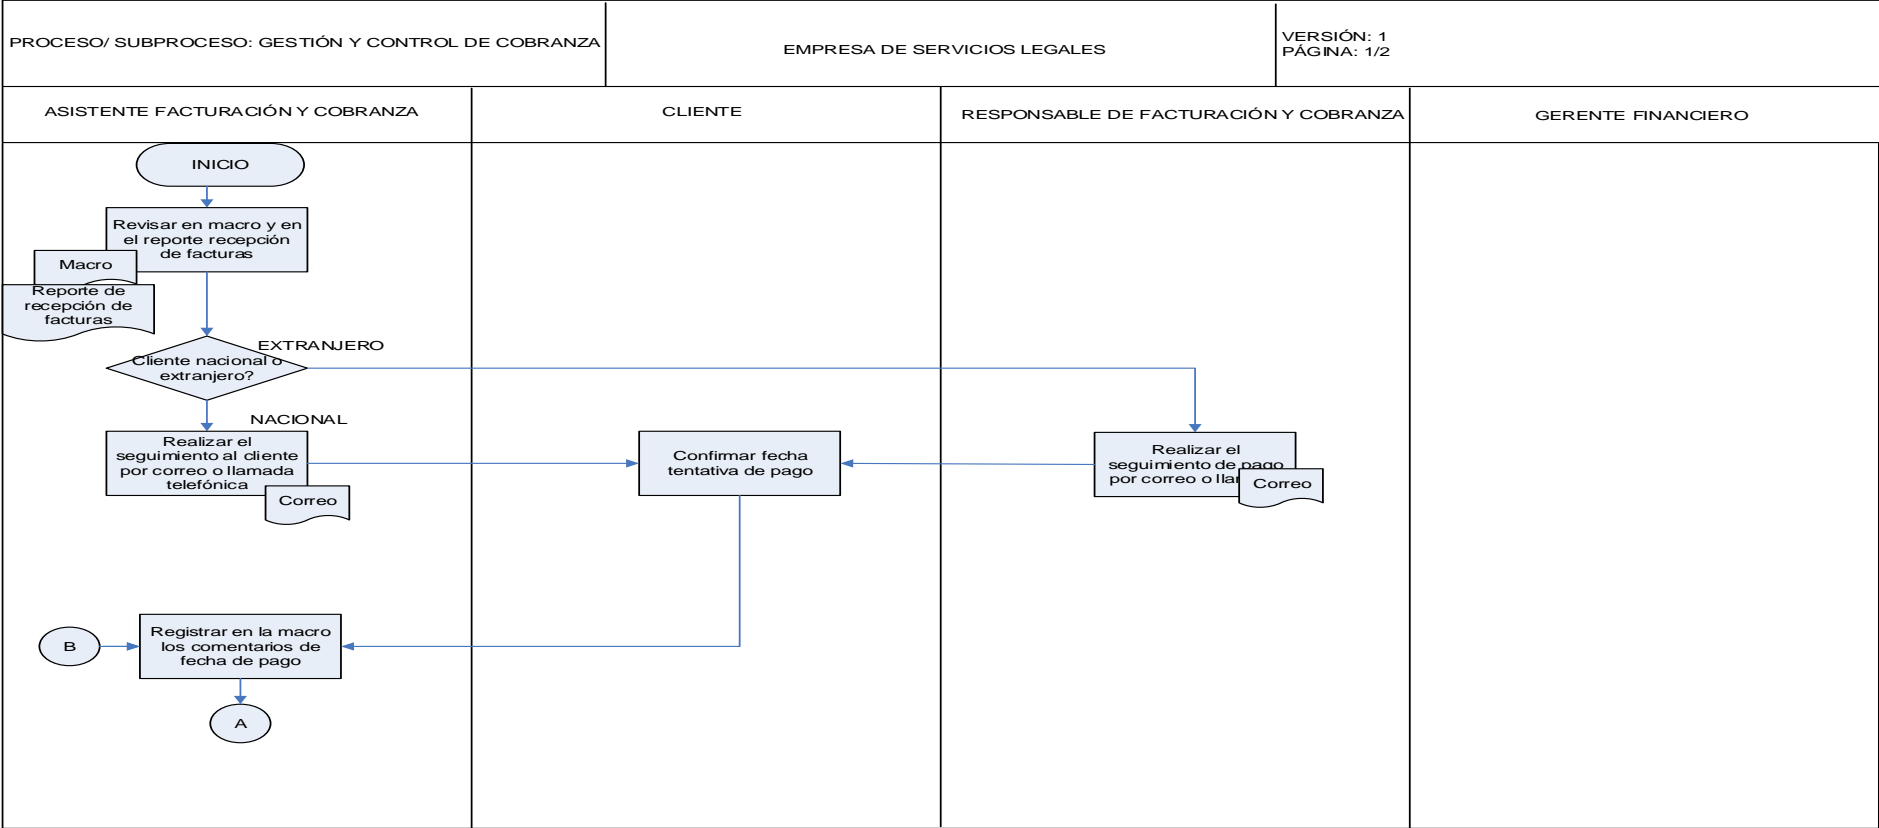 PROCESO/ SUBPROCESO: GESTIÓN Y CONTROL DE COBRANZA
EMPRESA DE SERVICIOS LEGALES
VERSIÓN: 1
PÁGINA: 1/2
ASISTENTE FACTURACIÓN Y COBRANZA
CLIENTE
RESPONSABLE DE FACTURACIÓN Y COBRANZA
GERENTE FINANCIERO
INICIO
Revisar en macro y en
el reporte recepción
de facturas
Macro
Reporte de
recepción de
facturas
EXTRANJERO
Cliente nacional o
extranjero?
NACIONAL
Realizar el
seguimiento al cliente
por correo o llamada
telefónica
Correo
Confirmar fecha
tentativa de pago
Realizar el
seguimiento de pago
por correo o
Correo
B
Registrar en la macro
los comentarios de
fecha de pago
A